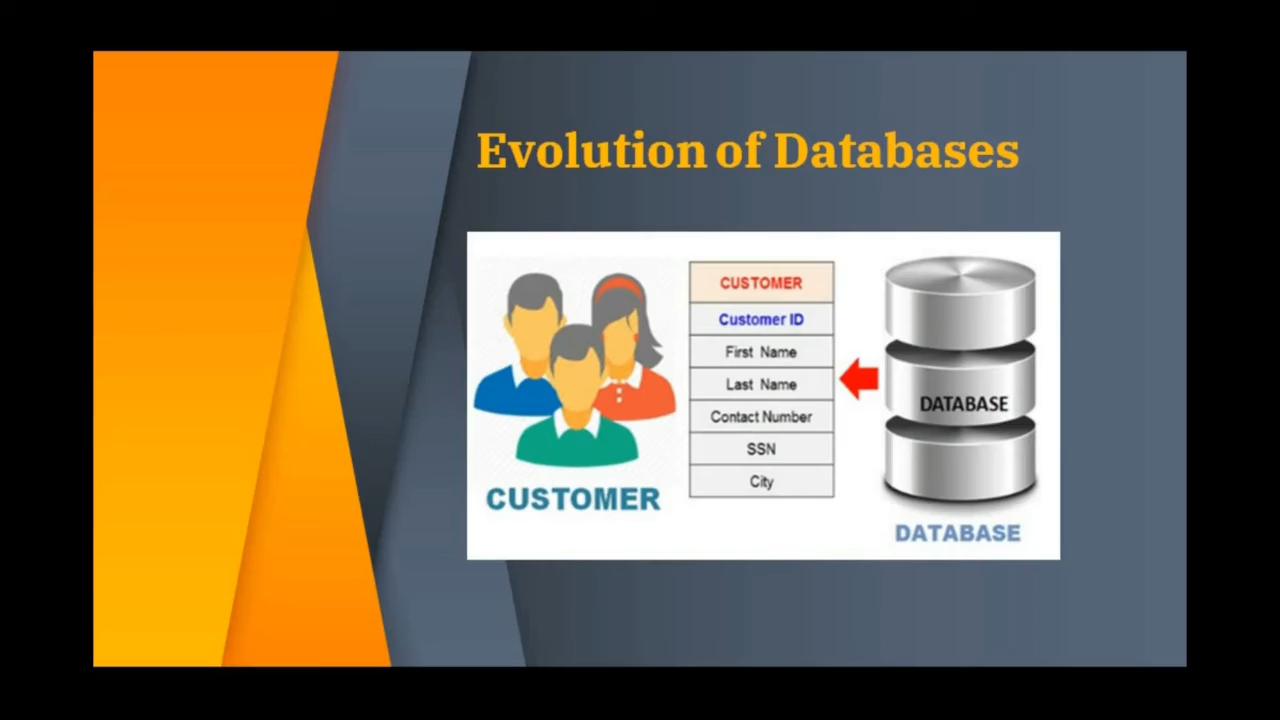 Evolution of Databases
CUSTOMER
Customer ID
First Name
Last Name
Contact Number
SSN
City
CUSTOMER
DATABASE
DATABASE